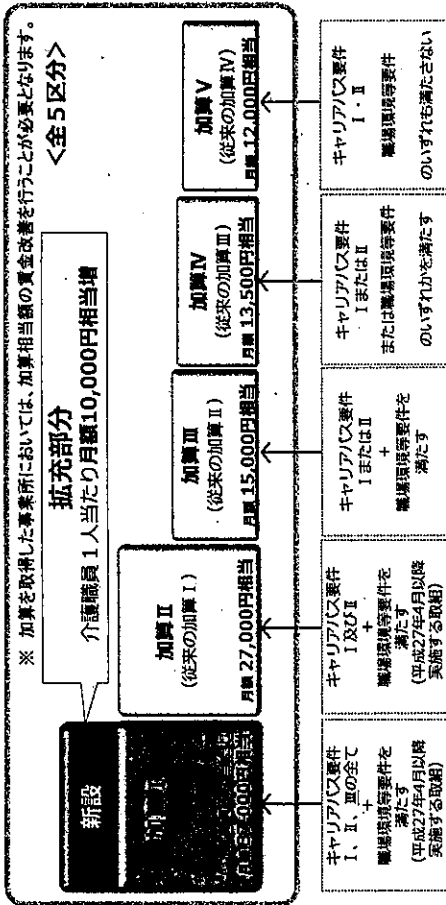 ※ 加算を取得した事業所においては、加算相当額の賃金改善を行うことが必要となります。
<全５区分>
拡充部分
介護職員１人当たり月額10,000円相当増
新設
加算Ⅱ
(従来の加算Ⅰ)
月額 27,000円相当
加算Ⅲ
(従来の加算Ⅱ)
月額 15,000円相当
加算Ⅳ
(従来の加算Ⅲ)
月額 13,500円相当
加算Ⅴ
(従来の加算Ⅳ)
月額 12,000円相当
キャリアパス要件
Ⅰ、Ⅱ、Ⅲの全て
+
職場環境等要件を
満たす
(平成27年4月以降
実施する取組)
キャリアパス要件
Ⅰ及びⅡ
+
職場環境等要件を
満たす
(平成27年4月以降
実施する取組)
キャリアパス要件
ⅠまたはⅡ
+
職場環境等要件を
満たす
キャリアパス要件
ⅠまたはⅡ
または職場環境等要件
のいずれかを満たす
キャリアパス要件
Ⅰ・Ⅱ
職場環境等要件
のいずれも満たさない